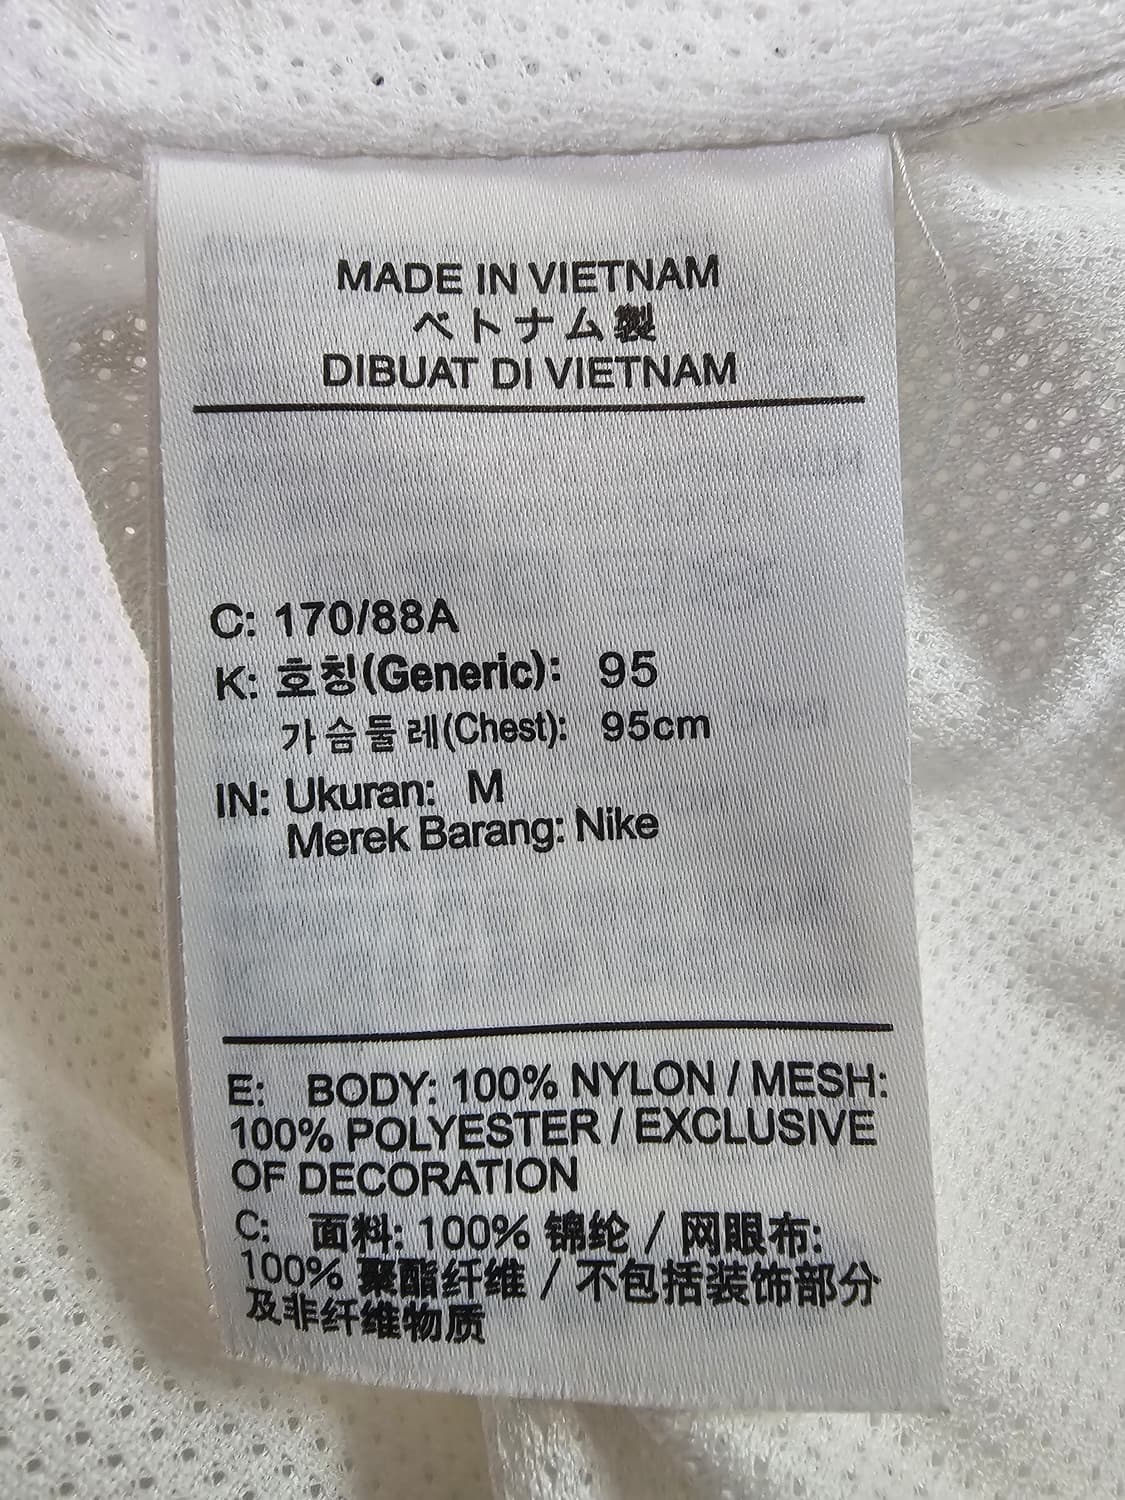 MADE IN VIETNAM
ベトナム製
DIBUAT DI VIETNAM
C: 170/88A
K: 호칭(Generic): 95
가슴둘레(Chest): 95cm
IN: Ukuran: M
Merek Barang: Nike
E: BODY: 100% NYLON / MESH:
100% POLYESTER / EXCLUSIVE
OF DECORATION
C: 面料: 100% 锦纶 / 网眼布:
100% 聚酯纤维 / 不包括装饰部分
及非纤维物质